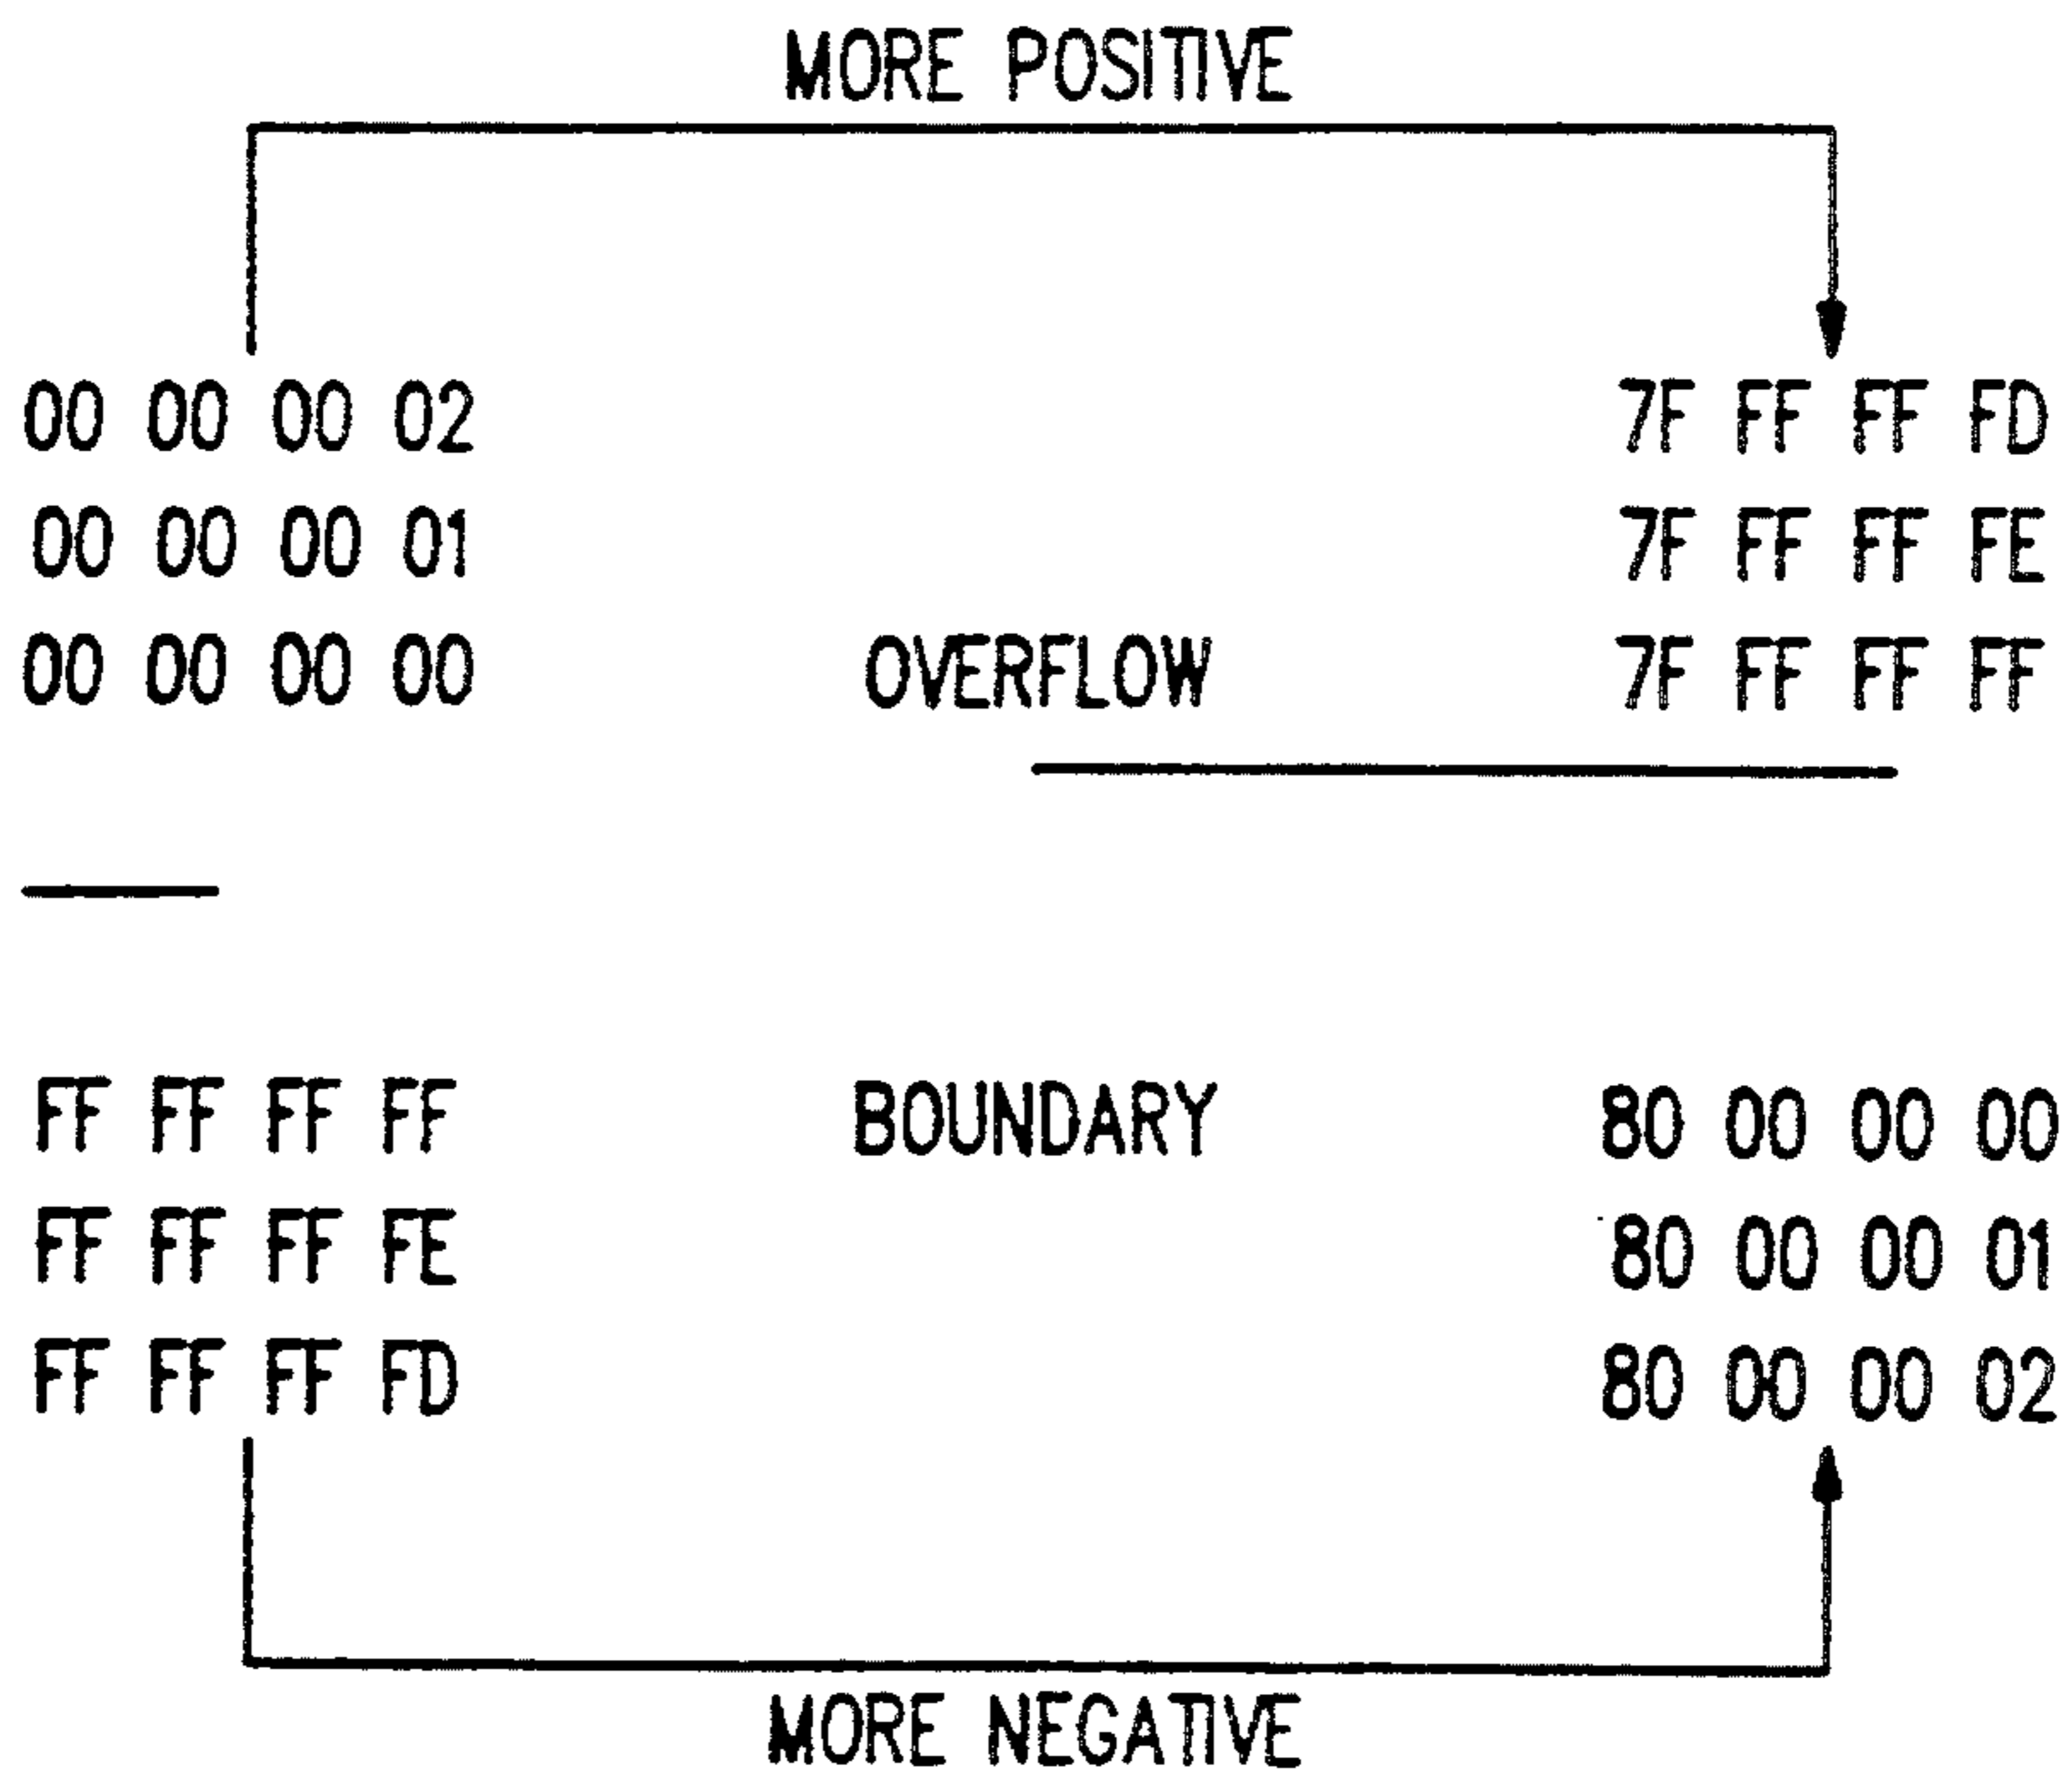 MORE POSITIVE
00 00 00 02 7F FF FF FD
00 00 00 01 7F FF FF FE
00 00 00 00 OVERFLOW 7F FF FF FF
FF FF FF FF BOUNDARY 80 00 00 00
FF FF FF FE 80 00 00 01
FF FF FF FD 80 00 00 02
MORE NEGATIVE